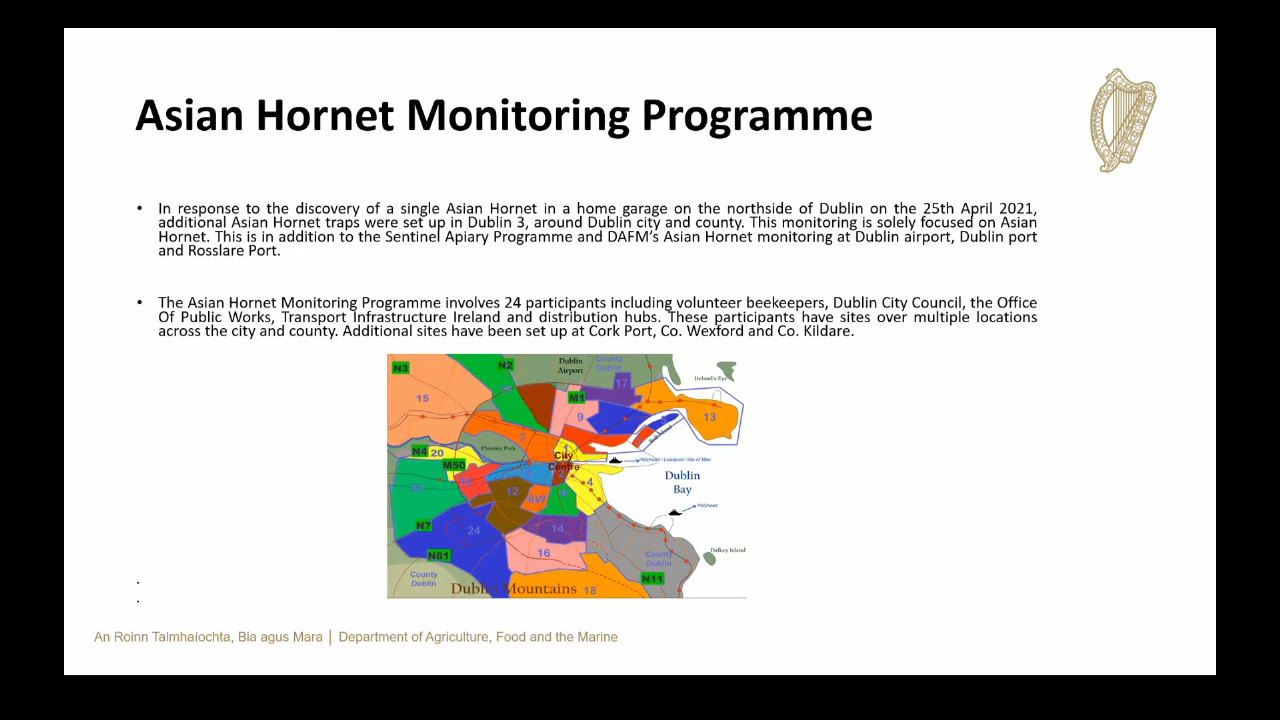 Asian Hornet Monitoring Programme
• In response to the discovery of a single Asian Hornet in a home garage on the northside of Dublin on the 25th April 2021,
additional Asian Hornet traps were set up in Dublin 3, around Dublin city and county. This monitoring is solely focused on Asian
Hornet. This is in addition to the Sentinel Apiary Programme and DAFM's Asian Hornet monitoring at Dublin airport, Dublin port
and Rosslare Port.
• The Asian Hornet Monitoring Programme involves 24 participants including volunteer beekeepers, Dublin City Council, the Office
Of Public Works, Transport Infrastructure Ireland and distribution hubs. These participants have sites over multiple locations
across the city and county. Additional sites have been set up at Cork Port, Co. Wexford and Co. Kildare.
N3
N2
Dublin
Airport
County
Dublin
Ireland's Eye
17
15
M1
9
13
7
1
N4
20
Phoenix Park
City
Centre
Holyhead / Liverpool / Isle of Man
M50
Dublin
Bay
12
6W
4
Holyhead
N7
24
14
N81
16
County
Dublin
Dalkey Island
County
Dublin
N11
Dublin Mountains
18
An Roinn Talmhaíochta, Bia agus Mara | Department of Agriculture, Food and the Marine